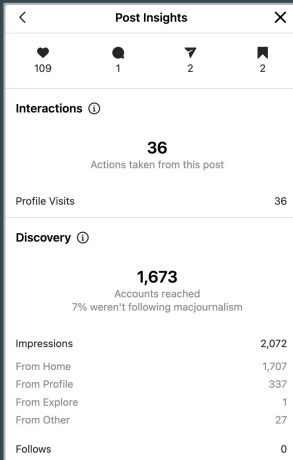 Post Insights
109 1 2 2
Interactions
36
Actions taken from this post
Profile Visits 36
Discovery
1,673
Accounts reached
7% weren't following macjournalism
Impressions 2,072
From Home 1,707
From Profile 337
From Explore 1
From Other 27
Follows 0